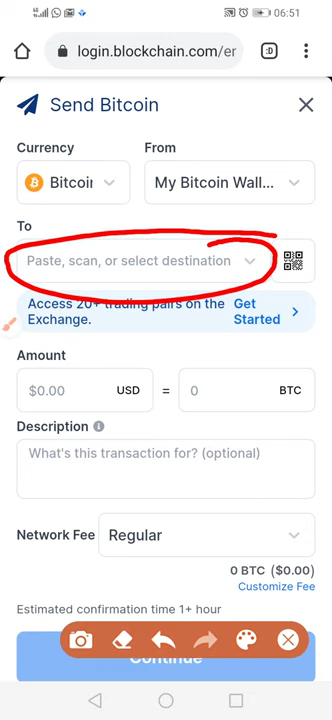 06:51
login.blockchain.com/er
:D
Send Bitcoin
Currency
From
Bitcoin
My Bitcoin Wall...
To
Paste, scan, or select destination
Access 20+ trading pairs on the Exchange.
Get Started
Amount
$0.00 USD = 0 BTC
Description
What's this transaction for? (optional)
Network Fee
Regular
0 BTC ($0.00)
Customize Fee
Estimated confirmation time 1+ hour
Continue